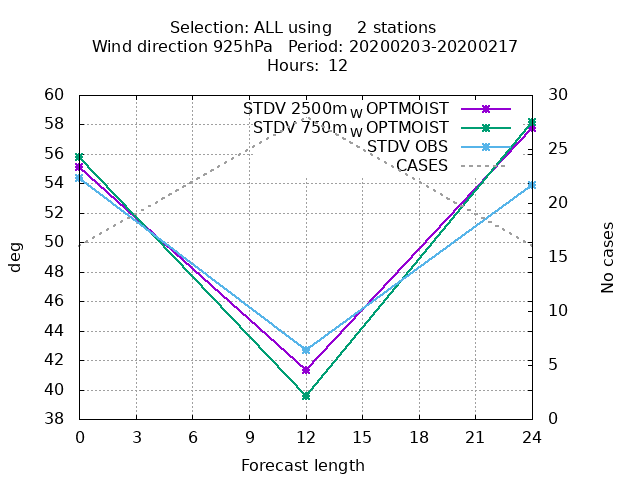 Selection: ALL using 2 stations
Wind direction 925hPa Period: 20200203-20200217
Hours: 12
STDV 2500m_W OPTMOIST
STDV 750m_W OPTMOIST
STDV OBS
CASES
60
58
56
54
52
50
48
46
44
42
40
38
deg
30
25
20
15
10
5
0
No cases
0 3 6 9 12 15 18 21 24
Forecast length